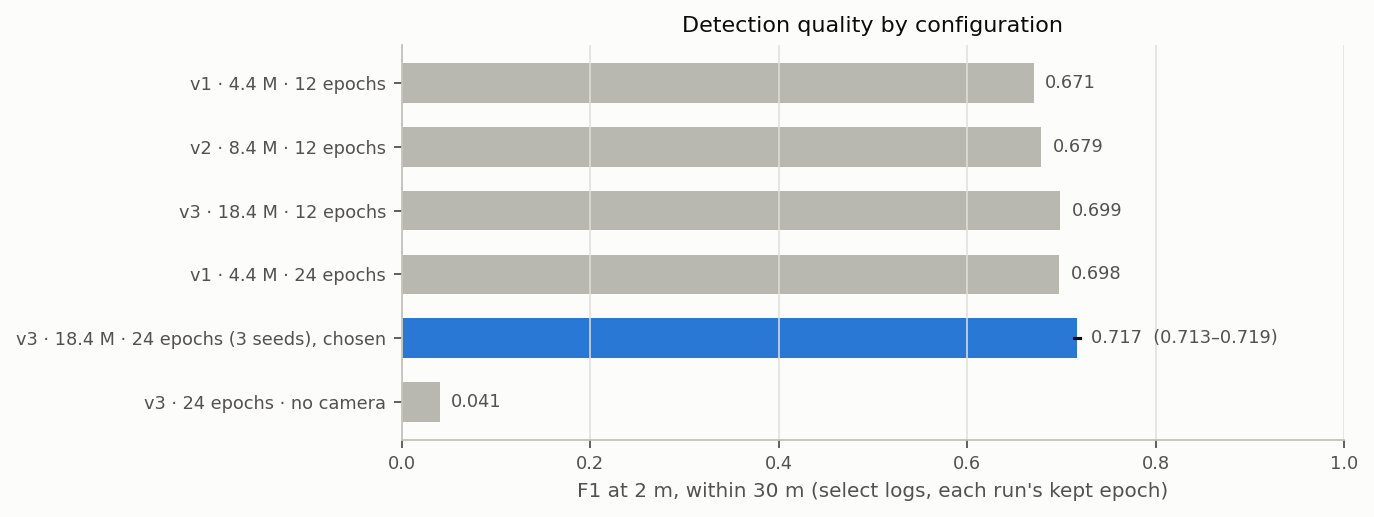 Detection quality by configuration
v1 · 4.4 M · 12 epochs 0.671
v2 · 8.4 M · 12 epochs 0.679
v3 · 18.4 M · 12 epochs 0.699
v1 · 4.4 M · 24 epochs 0.698
v3 · 18.4 M · 24 epochs (3 seeds), chosen 0.717 (0.713–0.719)
v3 · 24 epochs · no camera 0.041
0.0 0.2 0.4 0.6 0.8 1.0
F1 at 2 m, within 30 m (select logs, each run's kept epoch)